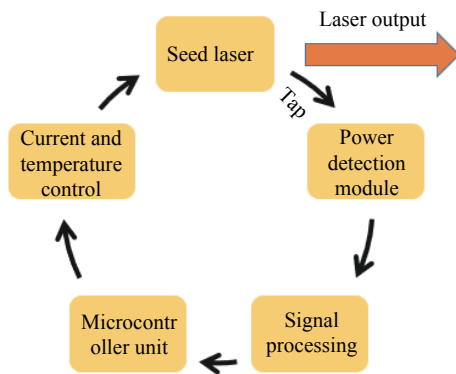 Laser output
Seed laser
Tap
Power
detection
module
Signal
processing
Microcontr
oller unit
Current and
temperature
control